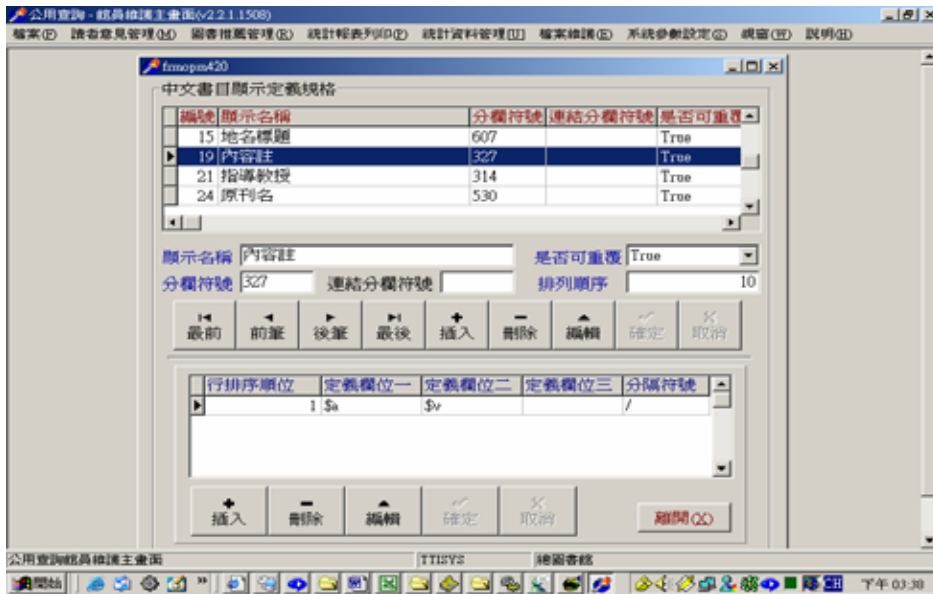 公用查詢 - 館員維護主畫面(v2.2.1.1508)
檔案(F) 讀者意見管理(M) 圖書推薦管理(R) 統計報表列印(P) 統計資料管理[U] 檔案維護(E) 系統參數設定(G) 視窗(W) 說明(H)
frmopm420
中文書目顯示定義規格
編號 顯示名稱 分欄符號 連結分欄符號 是否可重覆
15 地名標題 607 True
19 內容註 327 True
21 指導教授 314 True
24 原刊名 530 True
顯示名稱 內容註 是否可重覆 True
分欄符號 327 連結分欄符號 排列順序 10
最前 前筆 後筆 最後 插入 刪除 編輯 確定 取消
行排序順位 定義欄位一 定義欄位二 定義欄位三 分隔符號
1 $a $v /
插入 刪除 編輯 確定 取消 離開(X)
公用查詢館員維護主畫面 TTISYS 總圖書館
開始 CH 下午 03:38